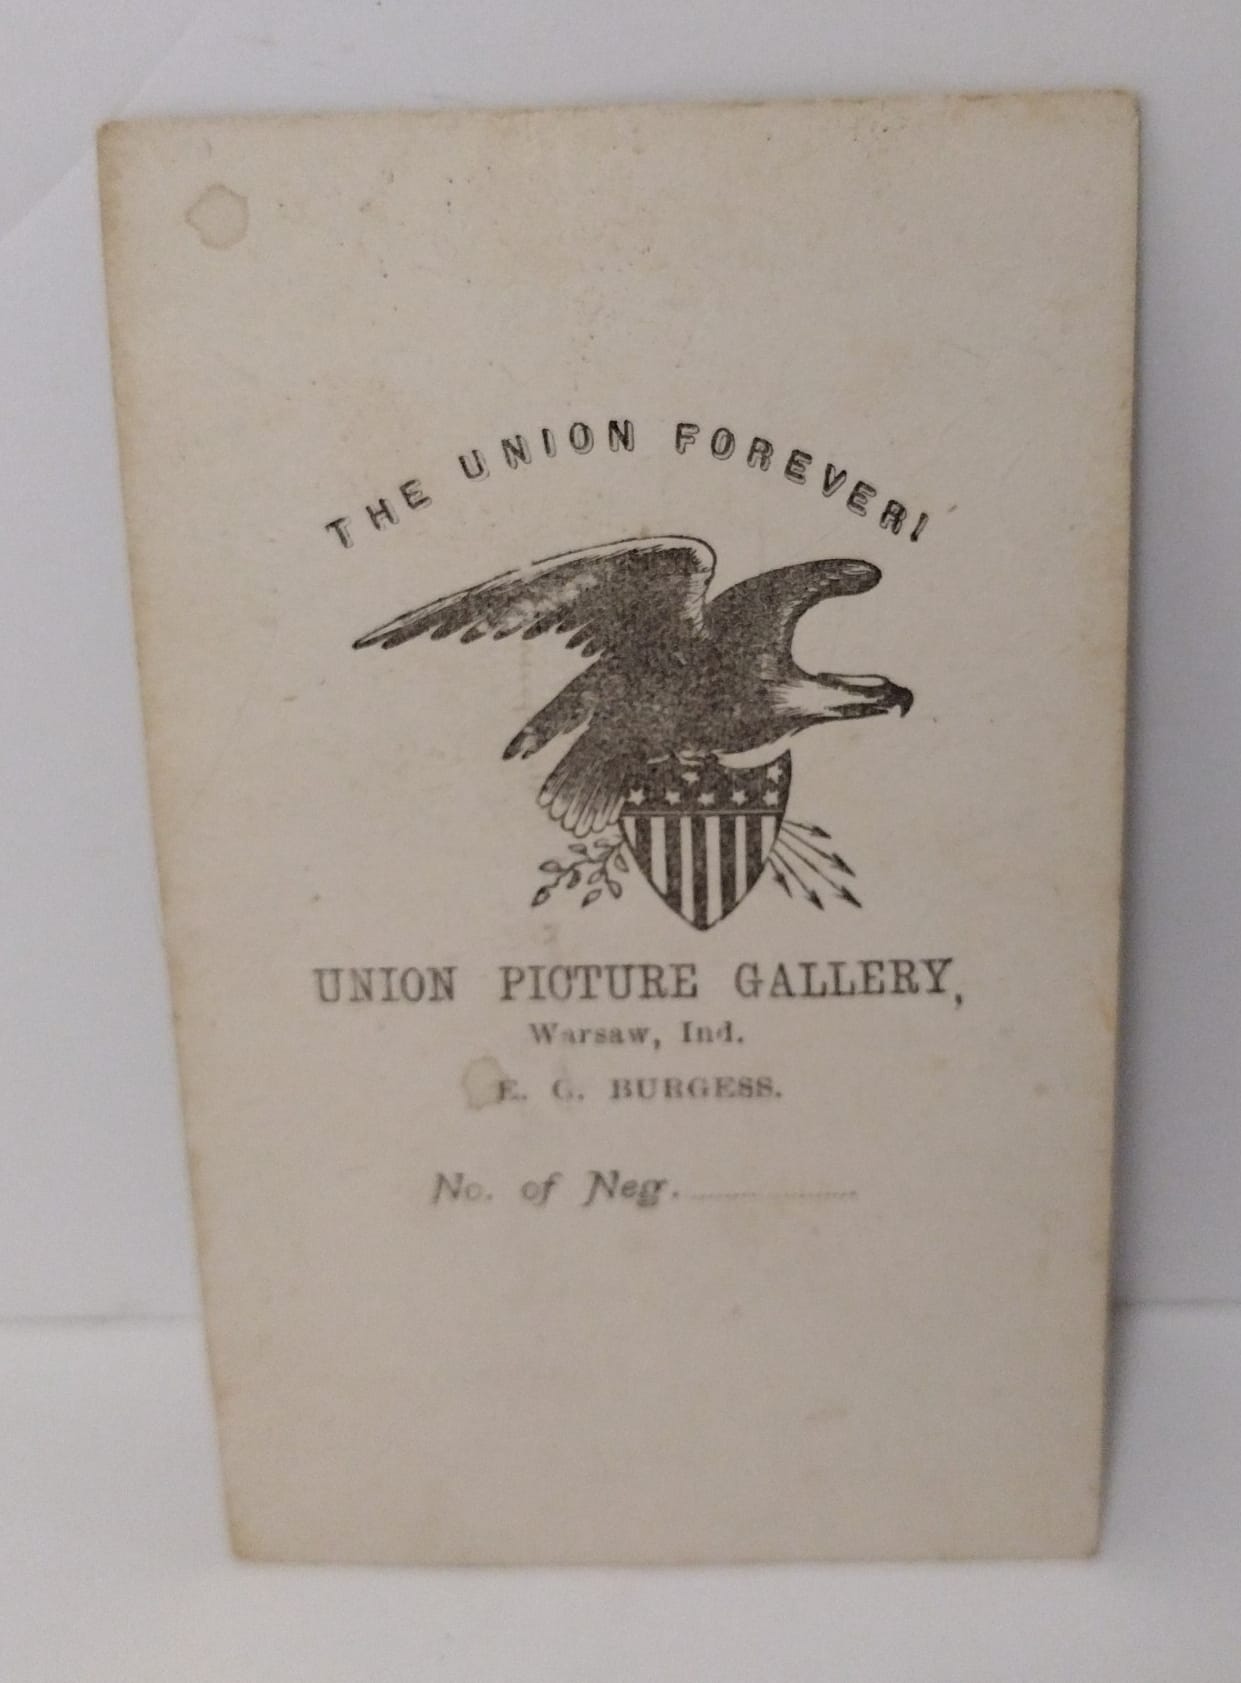 THE UNION FOREVER!
UNION PICTURE GALLERY,
Warsaw, Ind.
E. C. BURGESS.
No. of Neg. ..................